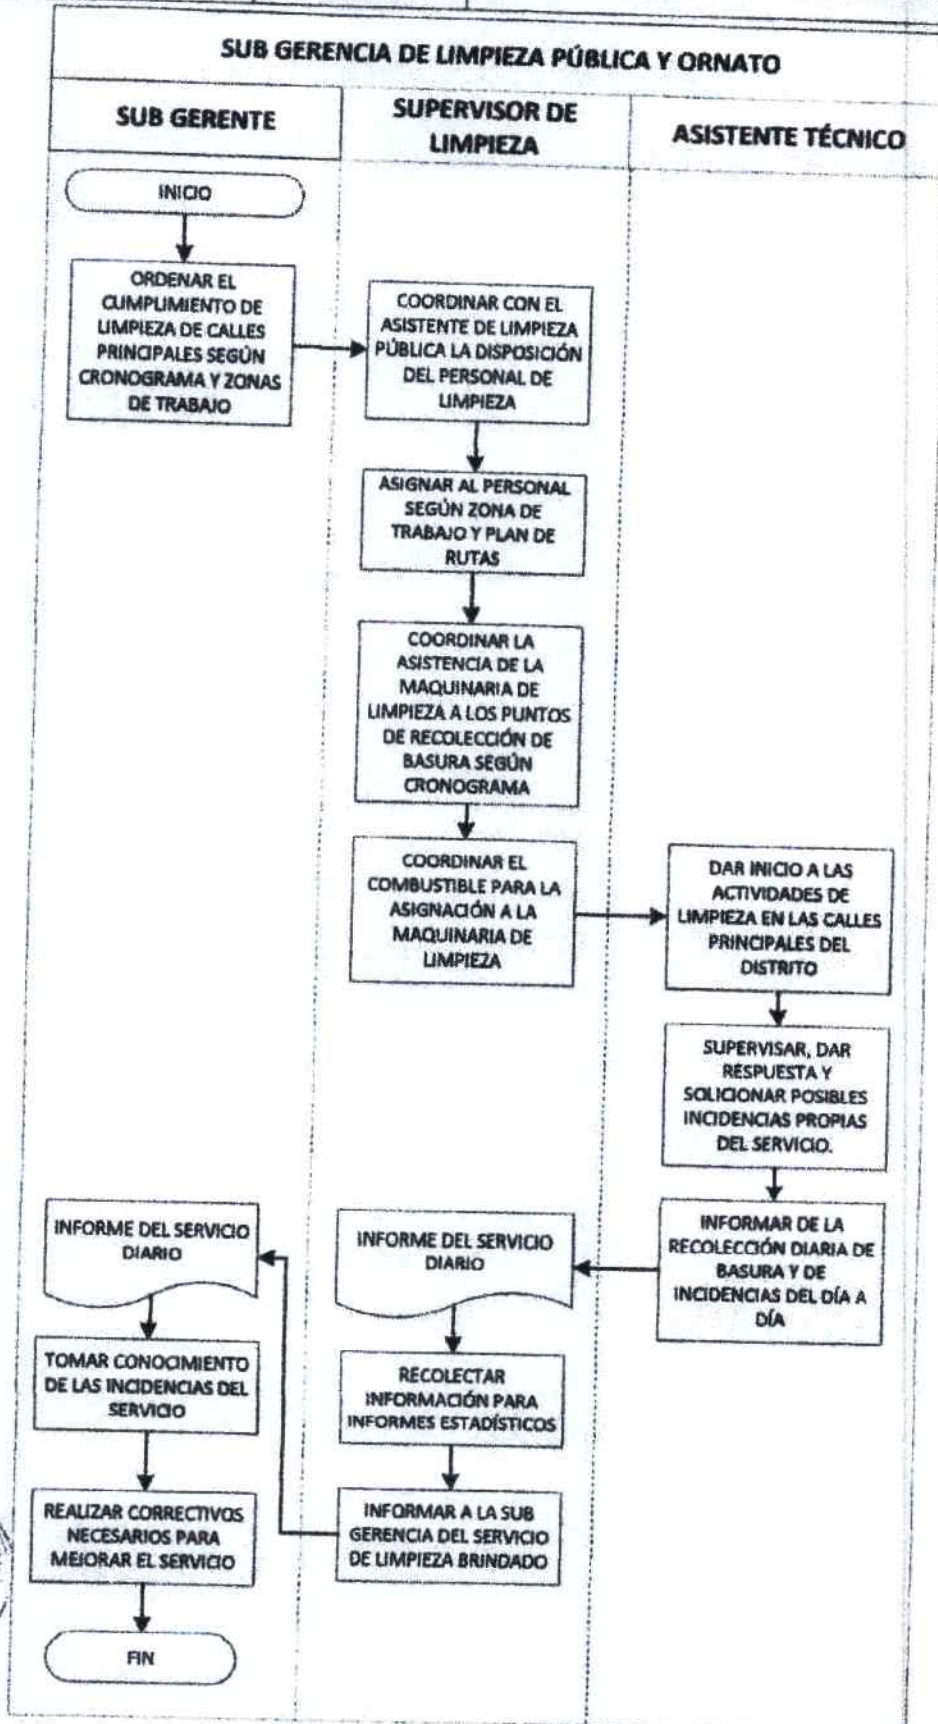 SUB GERENCIA DE LIMPIEZA PÚBLICA Y ORNATO
SUB GERENTE
SUPERVISOR DE
LIMPIEZA
ASISTENTE TÉCNICO
INICIO
ORDENAR EL
CUMPLIMIENTO DE
LIMPIEZA DE CALLES
PRINCIPALES SEGÚN
CRONOGRAMA Y ZONAS
DE TRABAJO
COORDINAR CON EL
ASISTENTE DE LIMPIEZA
PÚBLICA LA DISPOSICIÓN
DEL PERSONAL DE
LIMPIEZA
ASIGNAR AL PERSONAL
SEGÚN ZONA DE
TRABAJO Y PLAN DE
RUTAS
COORDINAR LA
ASISTENCIA DE LA
MAQUINARIA DE
LIMPIEZA A LOS PUNTOS
DE RECOLECCIÓN DE
BASURA SEGÚN
CRONOGRAMA
COORDINAR EL
COMBUSTIBLE PARA LA
ASIGNACIÓN A LA
MAQUINARIA DE
LIMPIEZA
DAR INICIO A LAS
ACTIVIDADES DE
LIMPIEZA EN LAS CALLES
PRINCIPALES DEL
DISTRITO
SUPERVISAR, DAR
RESPUESTA Y
SOLICIONAR POSIBLES
INCIDENCIAS PROPIAS
DEL SERVICIO.
INFORMAR DE LA
RECOLECCIÓN DIARIA DE
BASURA Y DE
INCIDENCIAS DEL DÍA A
DÍA
INFORME DEL SERVICIO
DIARIO
RECOLECTAR
INFORMACIÓN PARA
INFORMES ESTADÍSTICOS
INFORMAR A LA SUB
GERENCIA DEL SERVICIO
DE LIMPIEZA BRINDADO
INFORME DEL SERVICIO
DIARIO
TOMAR CONOCIMIENTO
DE LAS INCIDENCIAS DEL
SERVICIO
REALIZAR CORRECTIVOS
NECESARIOS PARA
MEJORAR EL SERVICIO
FIN